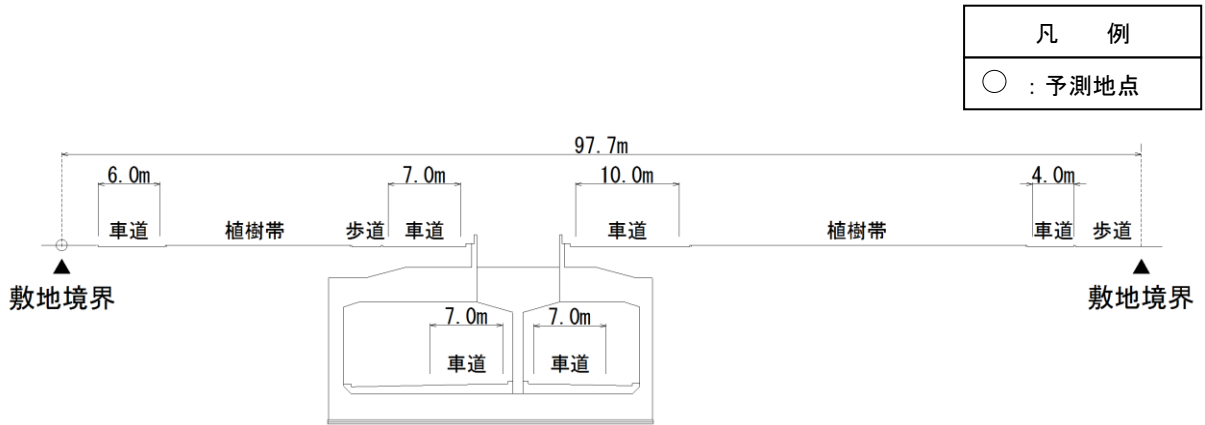 凡 例
○ : 予測地点
97.7m
6.0m
7.0m
10.0m
4.0m
車道
植樹帯
歩道
車道
車道
植樹帯
車道
歩道
▲
敷地境界
▲
敷地境界
7.0m
7.0m
車道
車道